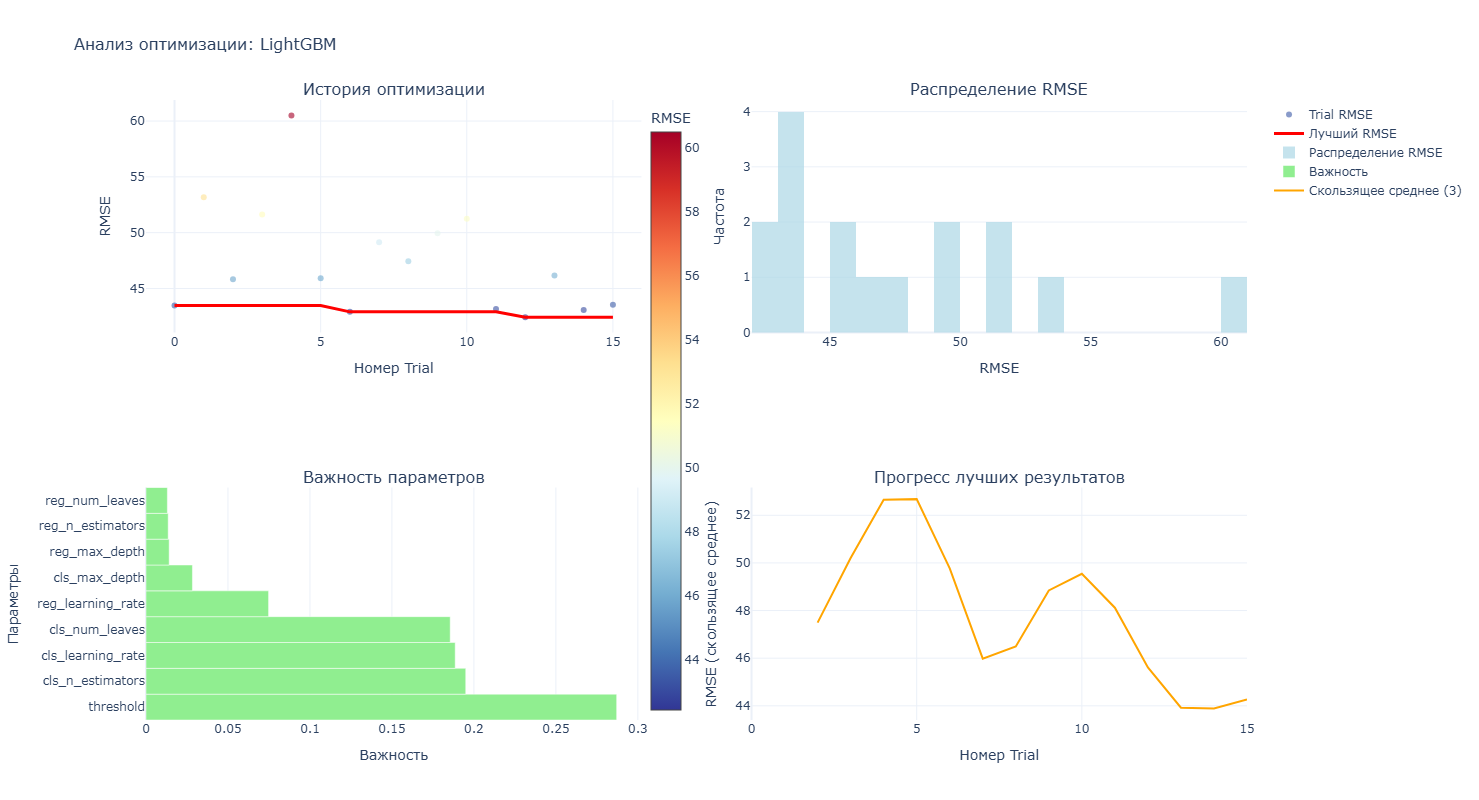 Анализ оптимизации: LightGBM
История оптимизации
60
55
50
45
RMSE
0
5
10
15
Номер Trial
RMSE
60
58
56
54
52
50
48
46
44
Распределение RMSE
4
3
2
1
0
Частота
45
50
55
60
RMSE
Trial RMSE
Лучший RMSE
Распределение RMSE
Важность
Скользящее среднее (3)
Важность параметров
reg_num_leaves
reg_n_estimators
reg_max_depth
cls_max_depth
reg_learning_rate
cls_num_leaves
cls_learning_rate
cls_n_estimators
threshold
Параметры
0
0.05
0.1
0.15
0.2
0.25
0.3
Важность
Прогресс лучших результатов
52
50
48
46
44
RMSE (скользящее среднее)
0
5
10
15
Номер Trial